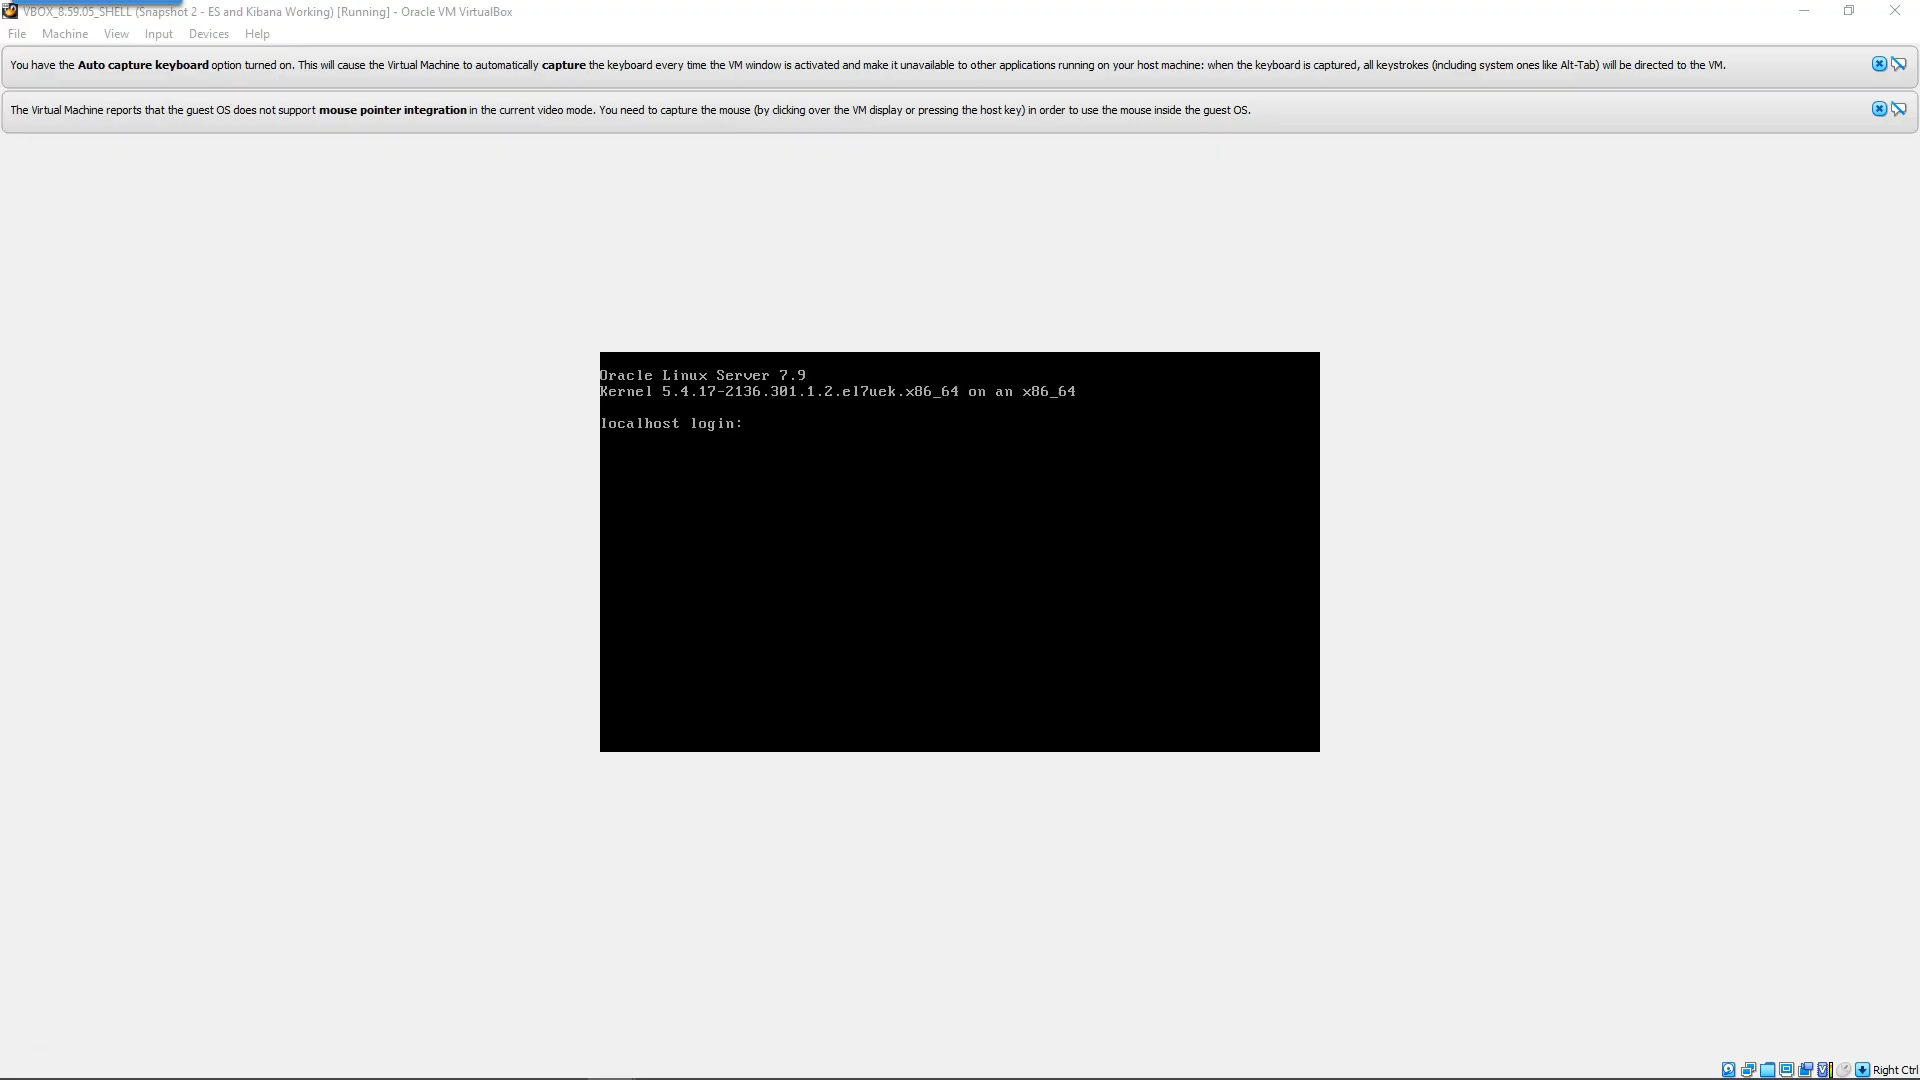 VBOX_8.59.05_SHELL (Snapshot 2 - ES and Kibana Working) [Running] - Oracle VM VirtualBox
File Machine View Input Devices Help
You have the Auto capture keyboard option turned on. This will cause the Virtual Machine to automatically capture the keyboard every time the VM window is activated and make it unavailable to other applications running on your host machine: when the keyboard is captured, all keystrokes (including system ones like Alt-Tab) will be directed to the VM.
The Virtual Machine reports that the guest OS does not support mouse pointer integration in the current video mode. You need to capture the mouse (by clicking over the VM display or pressing the host key) in order to use the mouse inside the guest OS.
Oracle Linux Server 7.9
Kernel 5.4.17-2136.301.1.2.el7uek.x86_64 on an x86_64
localhost login:
Right Ctrl